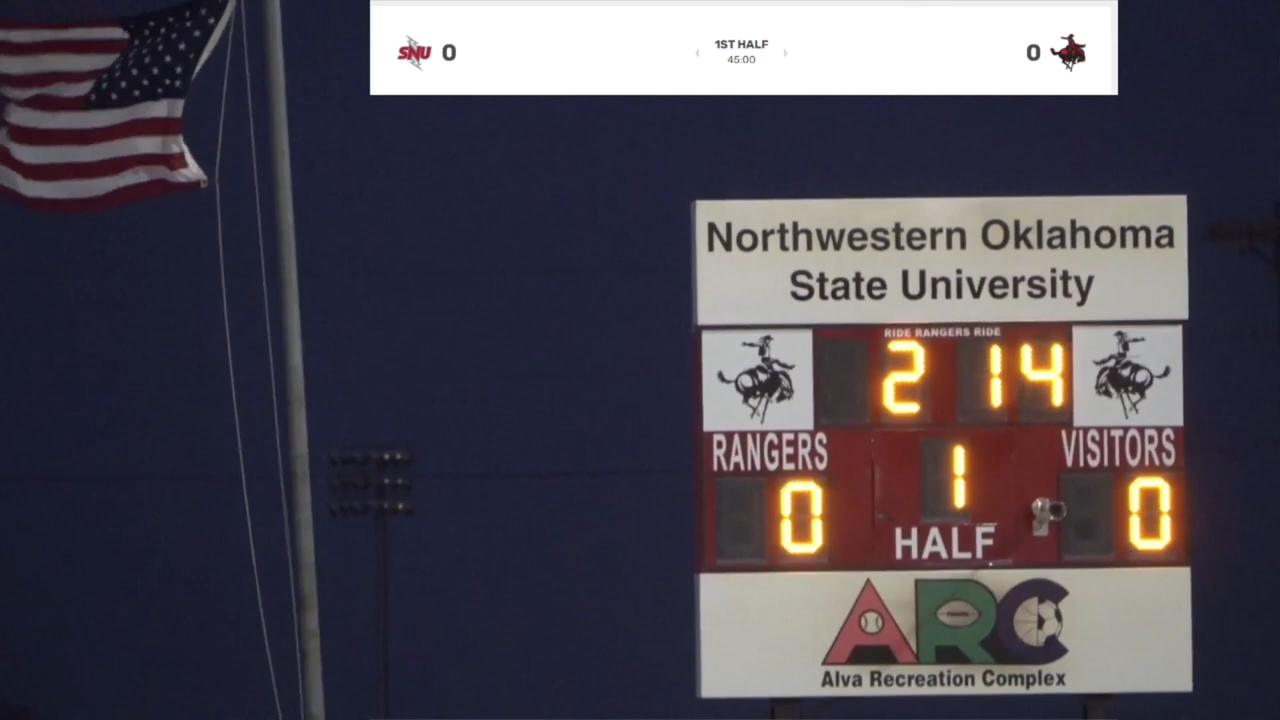 SNU 0
1ST HALF
45:00
0
Northwestern Oklahoma
State University
RIDE RANGERS RIDE
2 14
RANGERS
VISITORS
1
0
0
HALF
ARC
Alva Recreation Complex